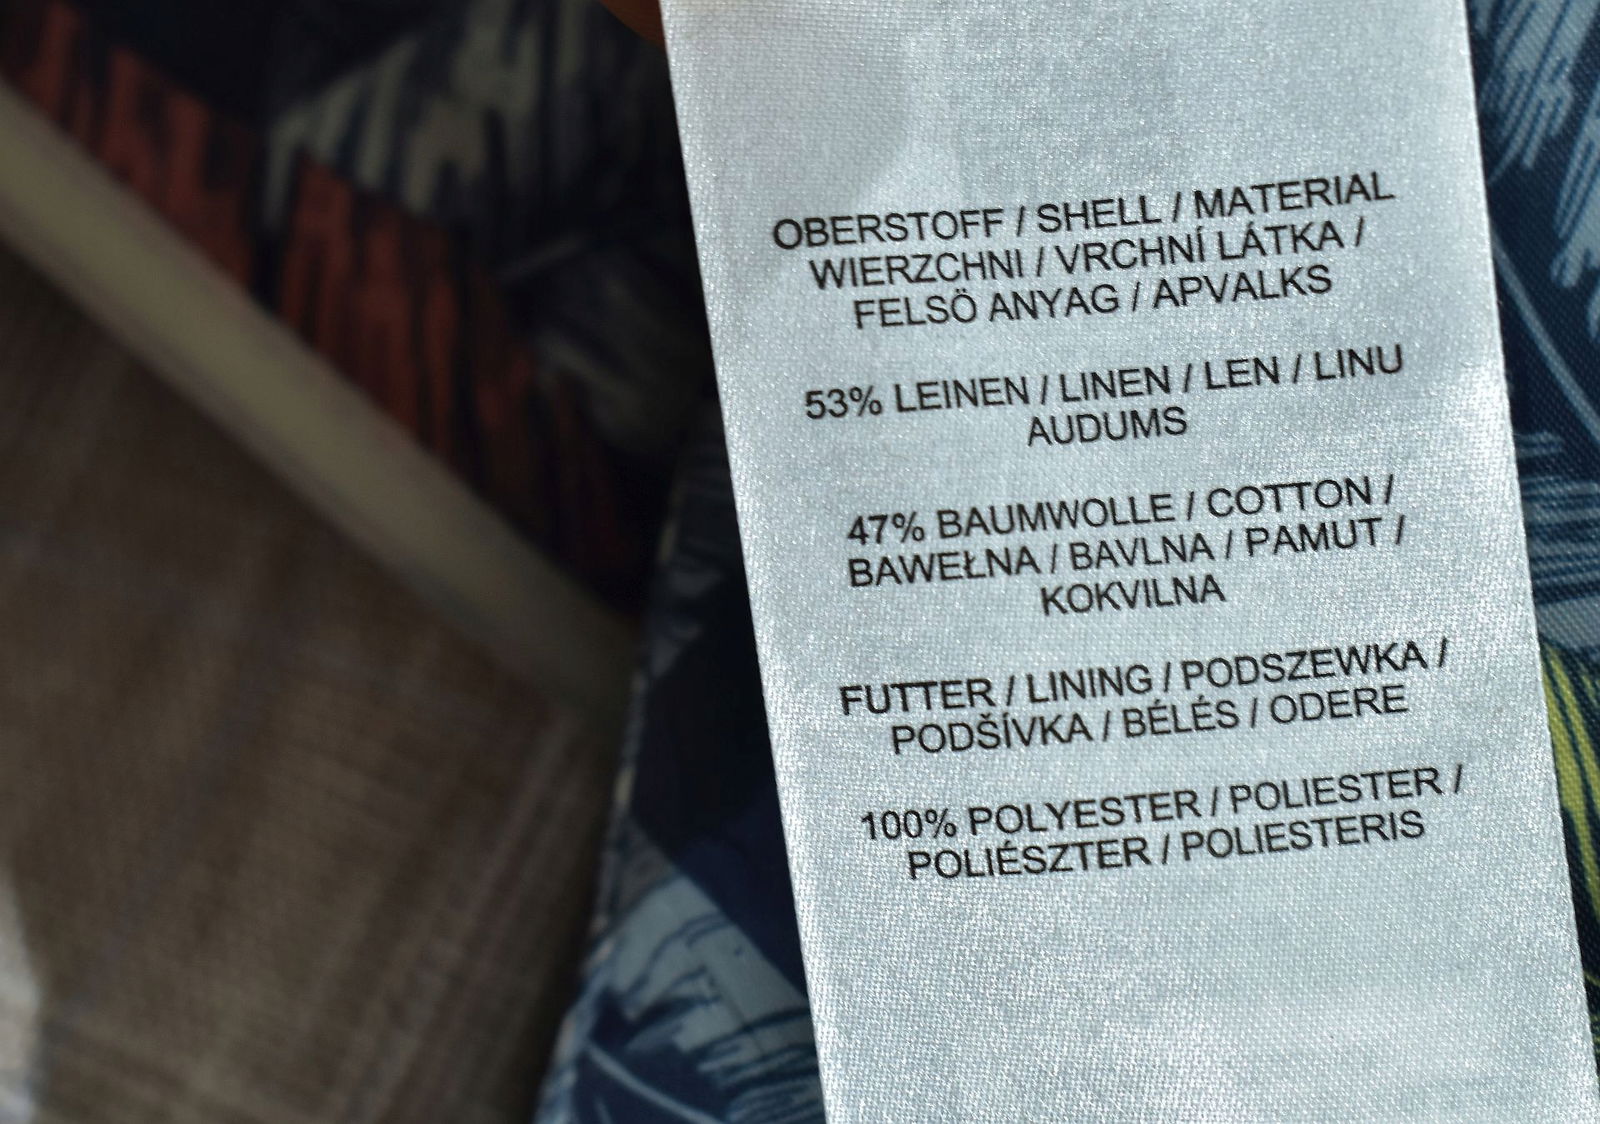 OBERSTOFF / SHELL / MATERIAL
WIERZCHNI / VRCHNÍ LÁTKA /
FELSÖ ANYAG / APVALKS
53% LEINEN / LINEN / LEN / LINU
AUDUMS
47% BAUMWOLLE / COTTON /
BAWEŁNA / BAVLNA / PAMUT /
KOKVILNA
FUTTER / LINING / PODSZEWKA /
PODŠÍVKA / BÉLÉS / ODERE
100% POLYESTER / POLIESTER /
POLIÉSZTER / POLIESTERIS